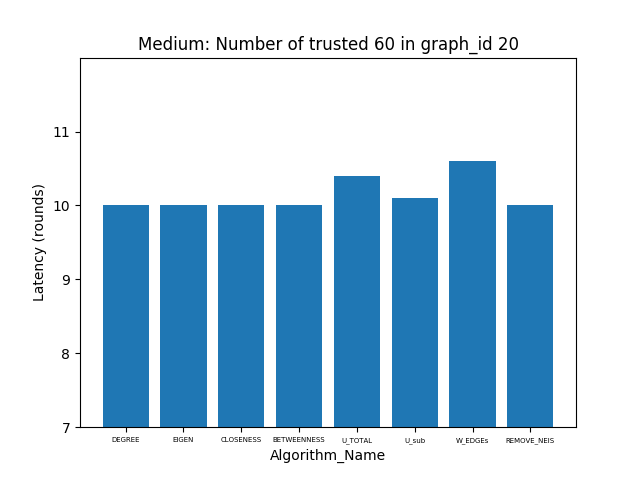 Medium: Number of trusted 60 in graph_id 20
Latency (rounds)
11
10
9
8
7
DEGREE EIGEN CLOSENESS BETWEENNESS U_TOTAL U_sub W_EDGEs REMOVE_NEIS
Algorithm_Name